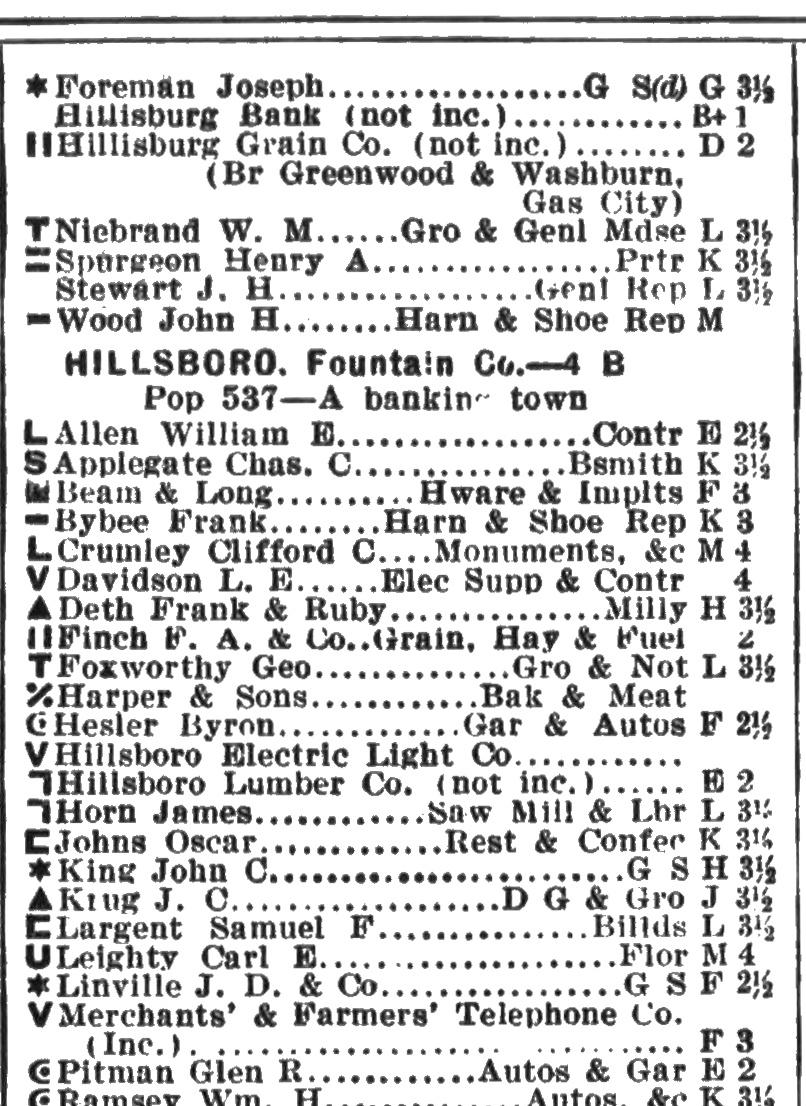 * Foreman Joseph..................G S(d) G 3½
Hillisburg Bank (not inc.)............ B+ 1
Hillisburg Grain Co. (not inc.)........ D 2
(Br Greenwood & Washburn,
Gas City)
T Niebrand W. M......Gro & Genl Mdse L 3½
= Spurgeon Henry A.................Prtr K 3½
Stewart J. H..................Genl Rep L 3½
- Wood John H........Harn & Shoe Rep M
HILLSBORO. Fountain Co.—4 B
Pop 537—A banking town
L Allen William E..................Contr E 2½
S Applegate Chas. C...............Bsmith K 3½
Beam & Long..........Hware & Implts F 3
- Bybee Frank........Harn & Shoe Rep K 3
L Crumley Clifford C....Monuments, &c M 4
V Davidson L. E......Elec Supp & Contr 4
▲ Deth Frank & Ruby...............Milly H 3½
Finch F. A. & Co..Grain, Hay & Fuel 2
T Foxworthy Geo..............Gro & Not L 3½
⁒ Harper & Sons............Bak & Meat
G Hesler Byron.............Gar & Autos F 2½
V Hillsboro Electric Light Co............
ㄱ Hillsboro Lumber Co. (not inc.)...... E 2
ㄱ Horn James............Saw Mill & Lbr L 3½
⊏ Johns Oscar.............Rest & Confec K 3½
* King John C.........................G S H 3½
▲ Krug J. C...................D G & Gro J 3½
⊏ Largent Samuel F...............Billds L 3½
U Leighty Carl E.....................Flor M 4
* Linville J. D. & Co.................G S F 2½
V Merchants' & Farmers' Telephone Co.
(Inc.). ................... ........... F 3
G Pitman Glen R............Autos & Gar E 2
G Ramsey Wm. H...............Autos, &c K 3½